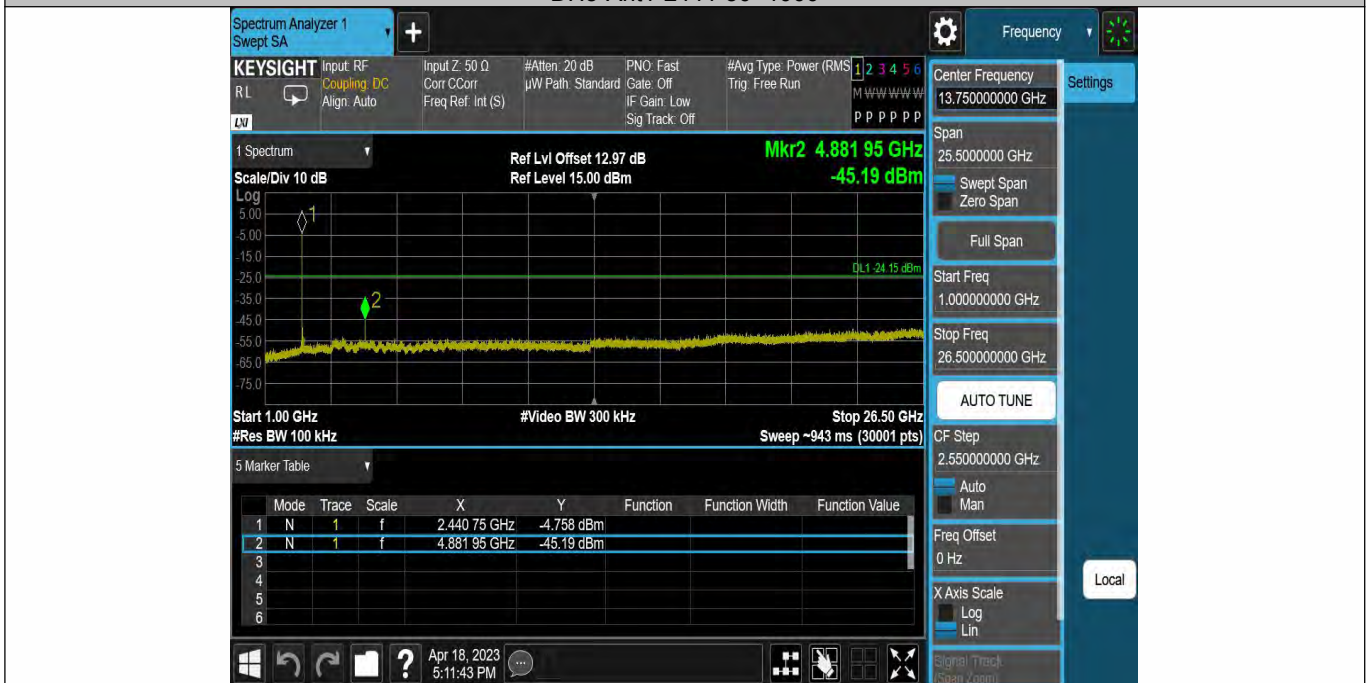 Spectrum Analyzer 1
Swept SA
+
Frequency
KEYSIGHT
RL
LXI
Input: RF
Coupling: DC
Align: Auto
Input Z: 50 Ω
Corr CCorr
Freq Ref: Int (S)
#Atten: 20 dB
µW Path: Standard
PNO: Fast
Gate: Off
IF Gain: Low
Sig Track: Off
#Avg Type: Power (RMS
Trig: Free Run
1 2 3 4 5 6
M W W W W W
P P P P P P
1 Spectrum
Scale/Div 10 dB
Ref Lvl Offset 12.97 dB
Ref Level 15.00 dBm
Mkr2 4.881 95 GHz
-45.19 dBm
Log
5.00
-5.00
-15.0
-25.0
-35.0
-45.0
-55.0
-65.0
-75.0
1
2
DL1 -24.15 dBm
Start 1.00 GHz
#Res BW 100 kHz
#Video BW 300 kHz
Stop 26.50 GHz
Sweep ~943 ms (30001 pts)
5 Marker Table
Mode Trace Scale X Y Function Function Width Function Value
1 N 1 f 2.440 75 GHz -4.758 dBm
2 N 1 f 4.881 95 GHz -45.19 dBm
3
4
5
6
Center Frequency
13.750000000 GHz
Settings
Span
25.5000000 GHz
Swept Span
Zero Span
Full Span
Start Freq
1.000000000 GHz
Stop Freq
26.500000000 GHz
AUTO TUNE
CF Step
2.550000000 GHz
Auto
Man
Freq Offset
0 Hz
X Axis Scale
Log
Lin
Local
Signal Track
(Span Zoom)
?
Apr 18, 2023
5:11:43 PM